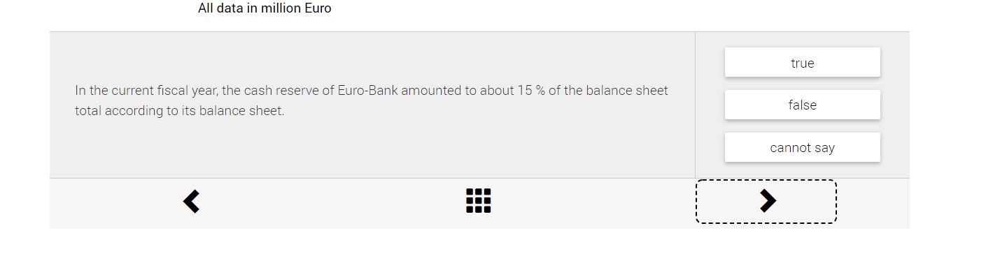 All data in million Euro
In the current fiscal year, the cash reserve of Euro-Bank amounted to about 15 % of the balance sheet
total according to its balance sheet.
true
false
cannot say